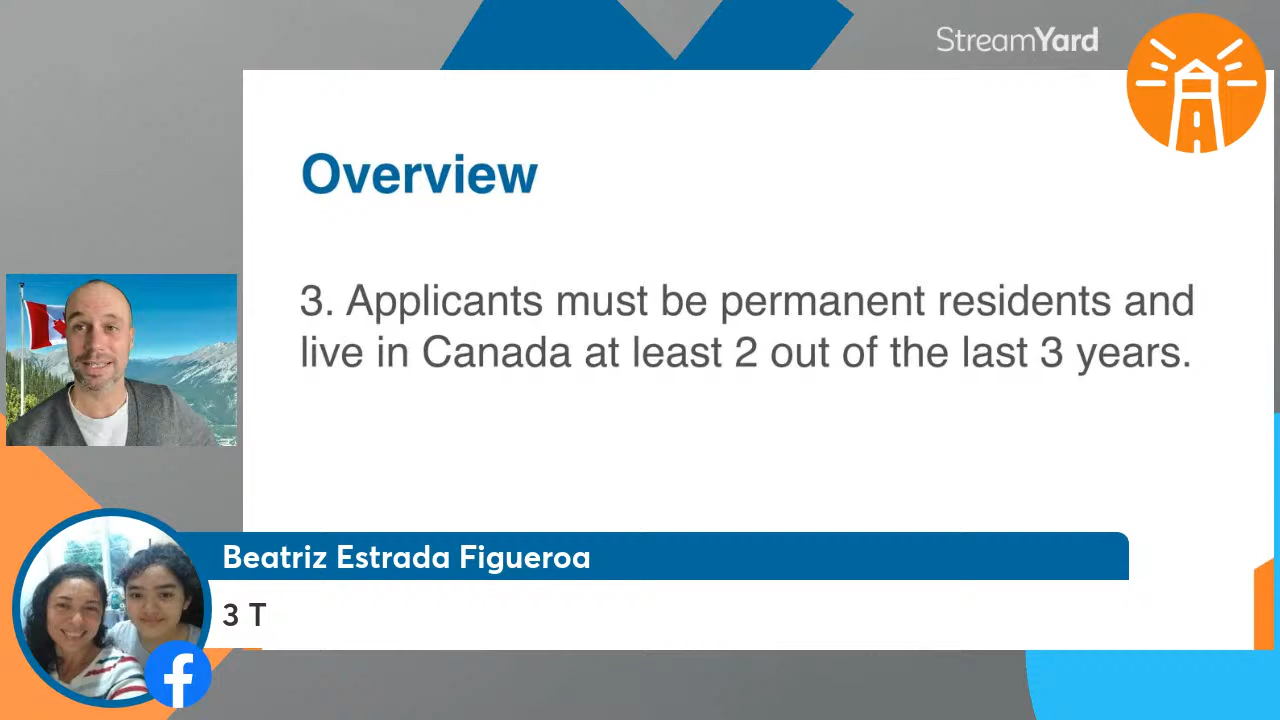 StreamYard
Overview
3. Applicants must be permanent residents and
live in Canada at least 2 out of the last 3 years.
Beatriz Estrada Figueroa
3 T